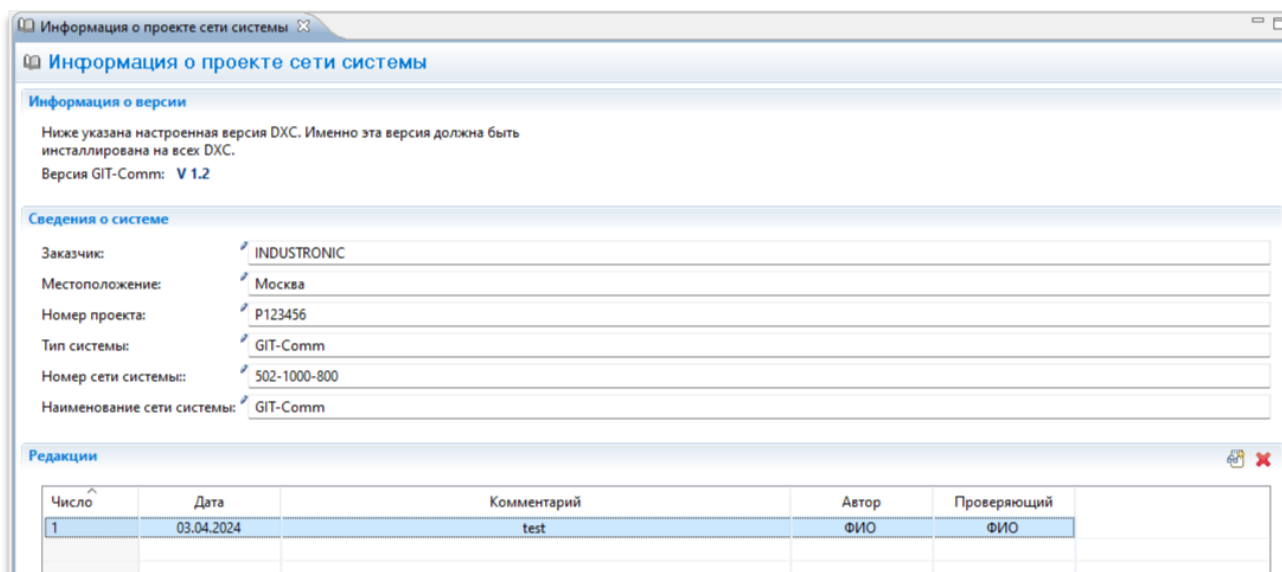 Информация о проекте сети системы
Информация о проекте сети системы
Информация о версии
Ниже указана настроенная версия DXC. Именно эта версия должна быть
инсталлирована на всех DXC.
Версия GIT-Comm: V 1.2
Сведения о системе
Заказчик: INDUSTRONIC
Местоположение: Москва
Номер проекта: P123456
Тип системы: GIT-Comm
Номер сети системы:: 502-1000-800
Наименование сети системы: GIT-Comm
Редакции
Число Дата Комментарий Автор Проверяющий
1 03.04.2024 test ФИО ФИО